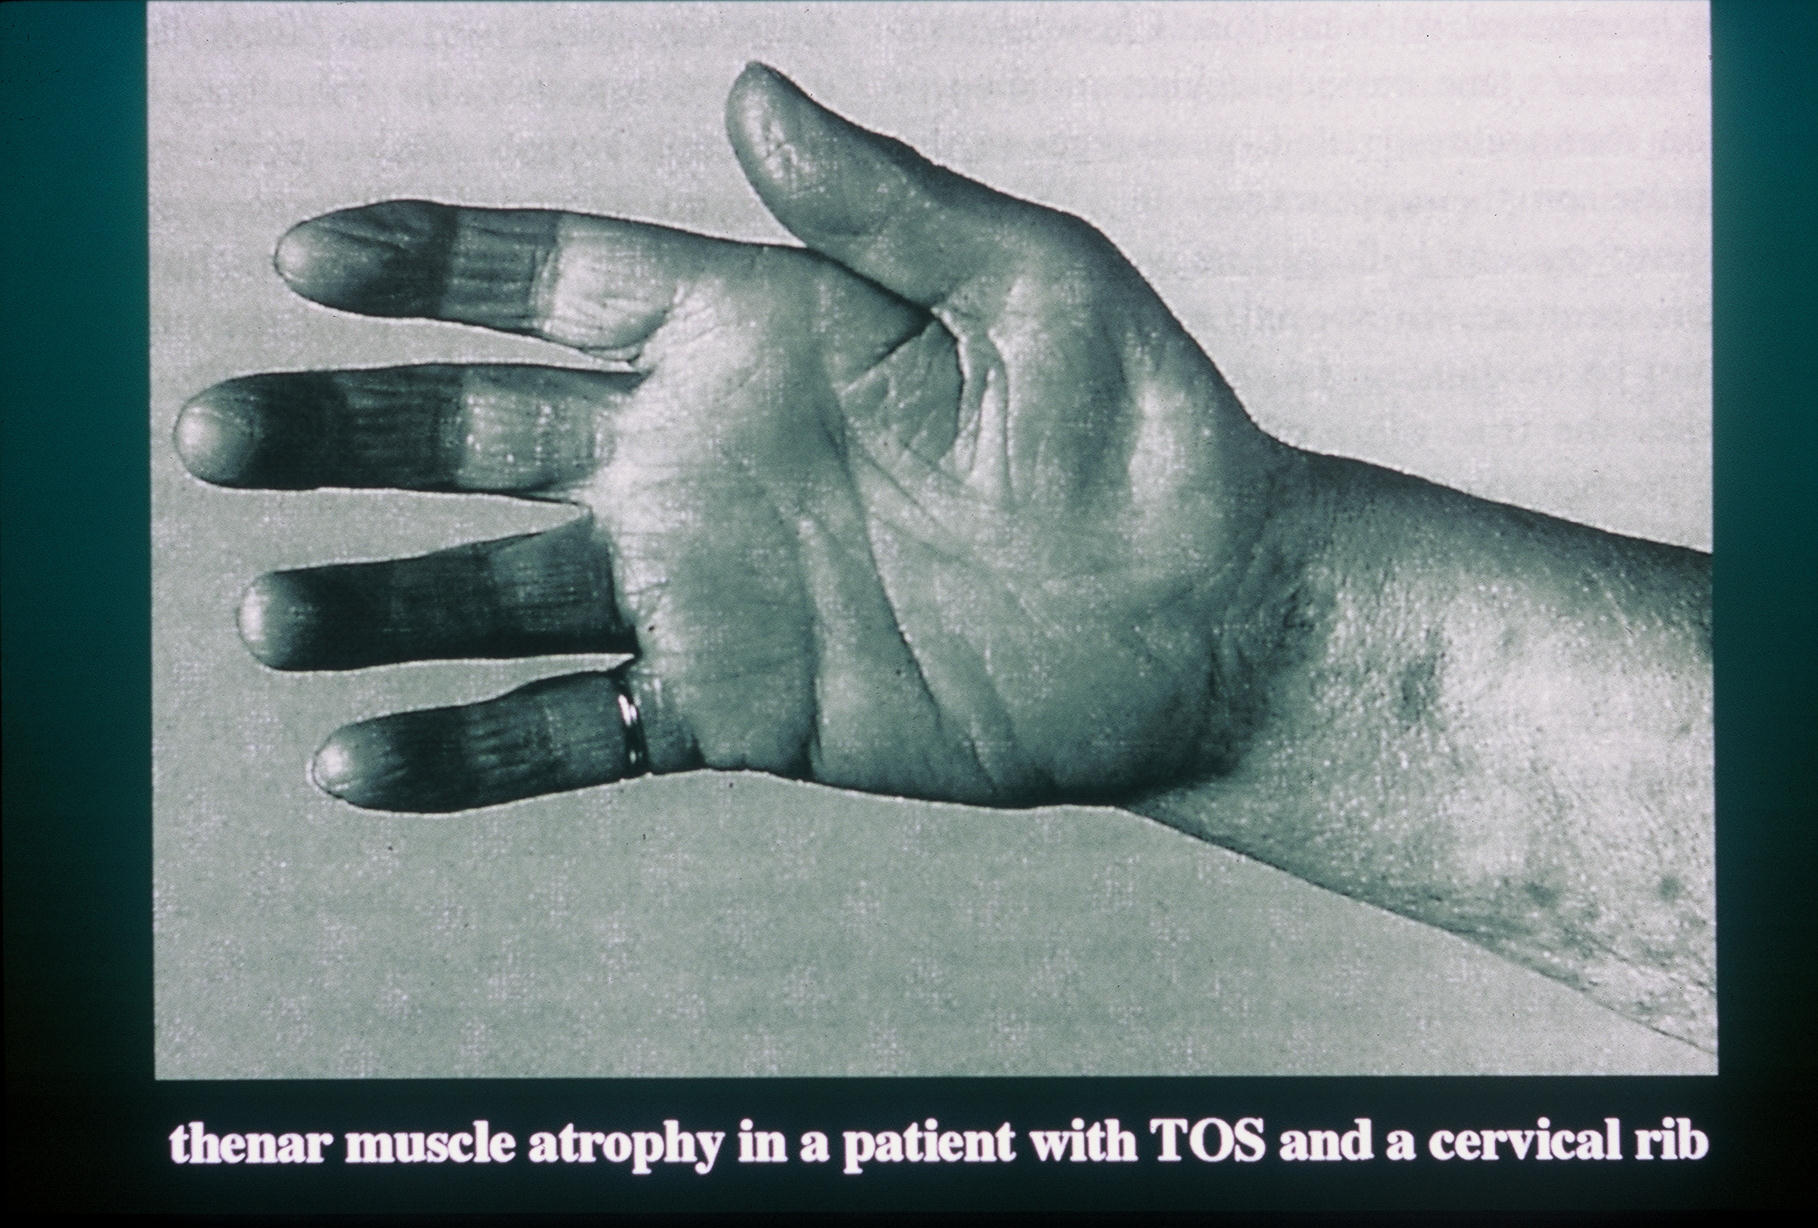 thenar muscle atrophy in a patient with TOS and a cervical rib